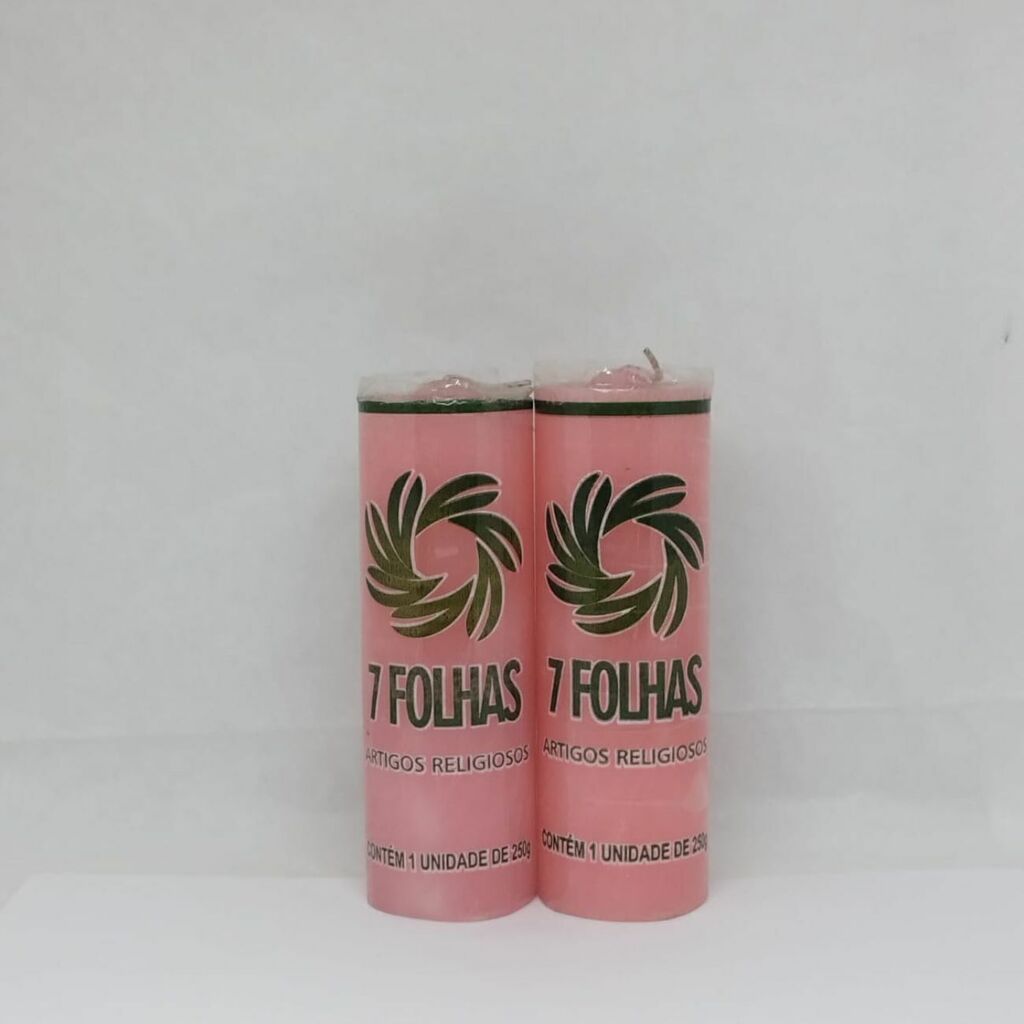 7 FOLHAS
ARTIGOS RELIGIOSOS
CONTÉM 1 UNIDADE DE 250g
7 FOLHAS
ARTIGOS RELIGIOSOS
CONTÉM 1 UNIDADE DE 250g